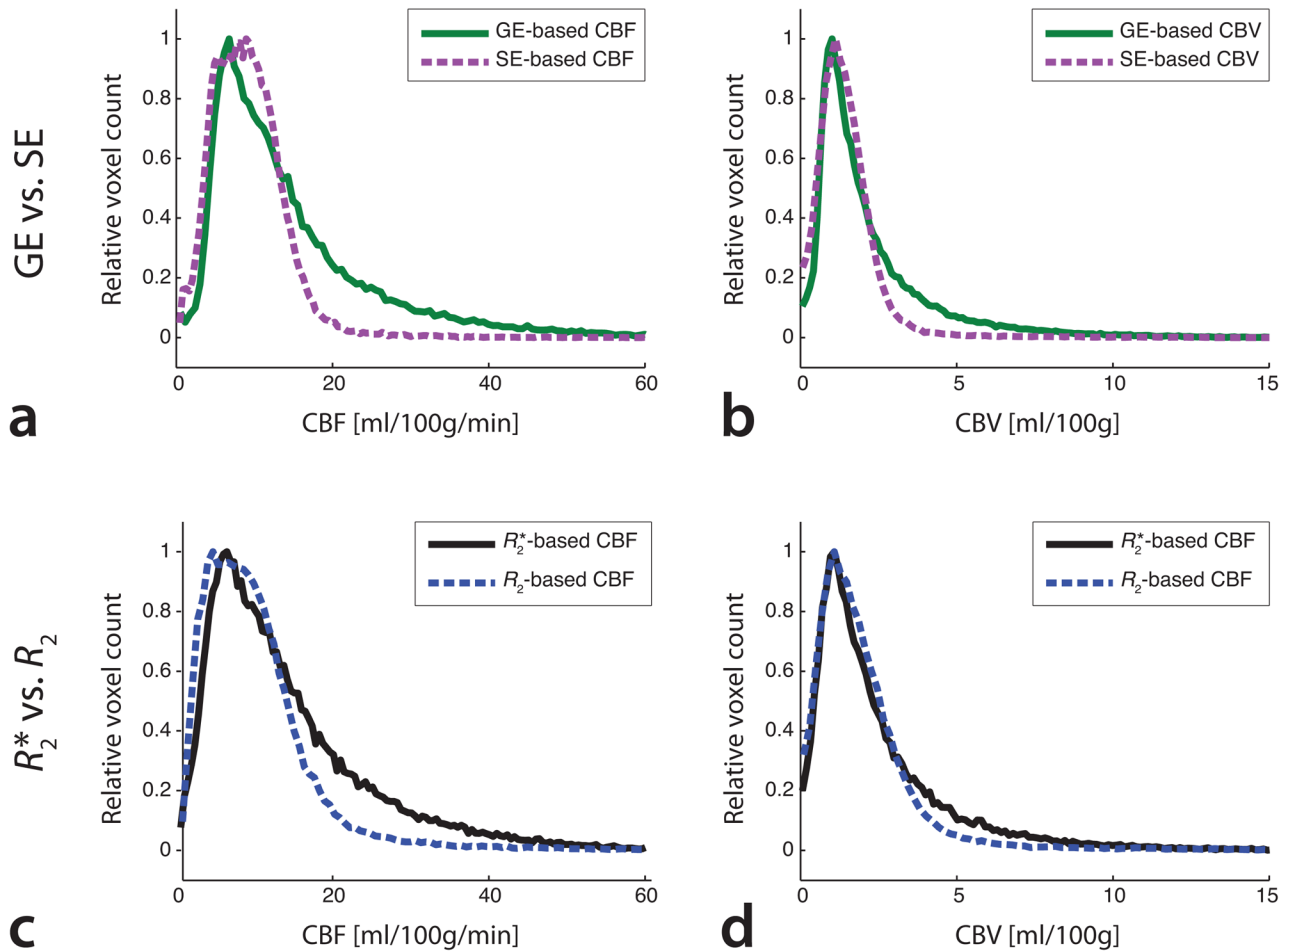 GE vs. SE
Relative voxel count
1
0.8
0.6
0.4
0.2
0
0 20 40 60
CBF [ml/100g/min]
GE-based CBF
SE-based CBF
a
Relative voxel count
1
0.8
0.6
0.4
0.2
0
0 5 10 15
CBV [ml/100g]
GE-based CBV
SE-based CBV
b
R₂* vs. R₂
Relative voxel count
1
0.8
0.6
0.4
0.2
0
0 20 40 60
CBF [ml/100g/min]
R₂*-based CBF
R₂-based CBF
c
Relative voxel count
1
0.8
0.6
0.4
0.2
0
0 5 10 15
CBV [ml/100g]
R₂*-based CBF
R₂-based CBF
d